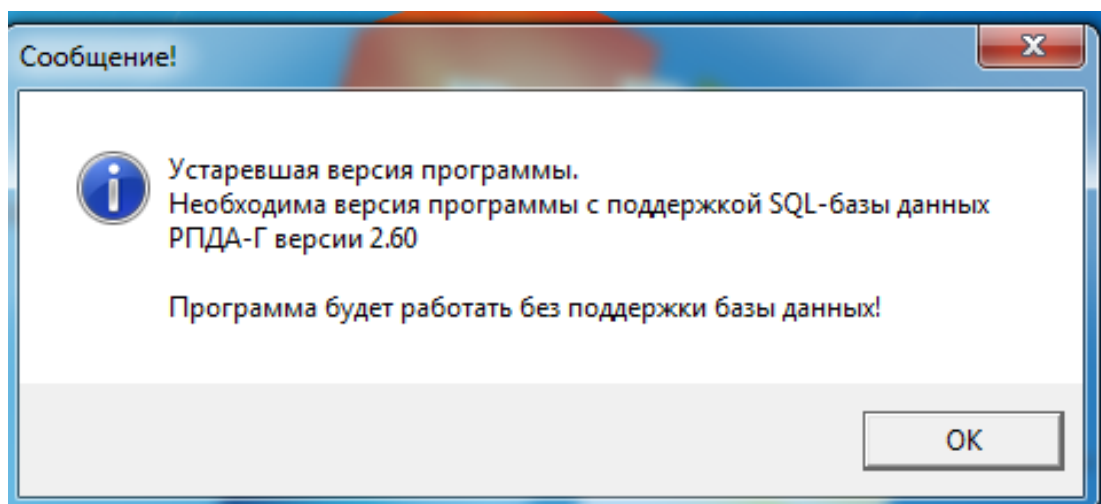 Сообщение!
Устаревшая версия программы.
Необходима версия программы с поддержкой SQL-базы данных
РПДА-Г версии 2.60
Программа будет работать без поддержки базы данных!
OK